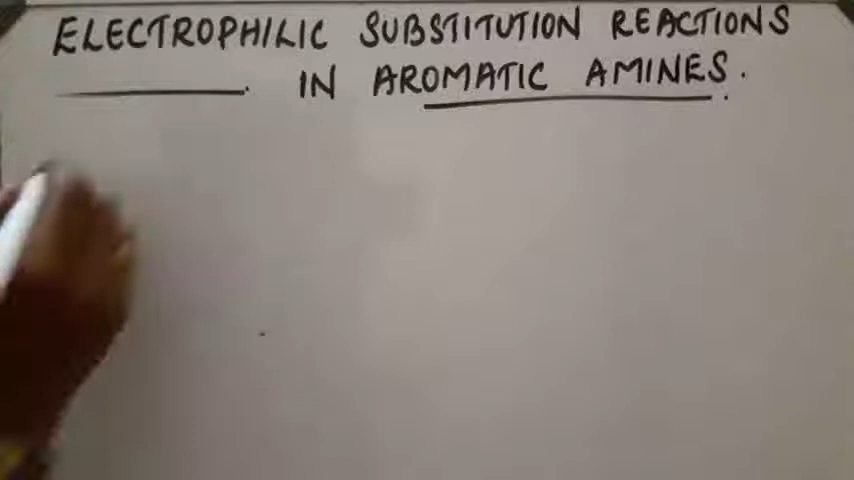 ELECTROPHILIC SUBSTITUTION REACTIONS
IN AROMATIC AMINES.